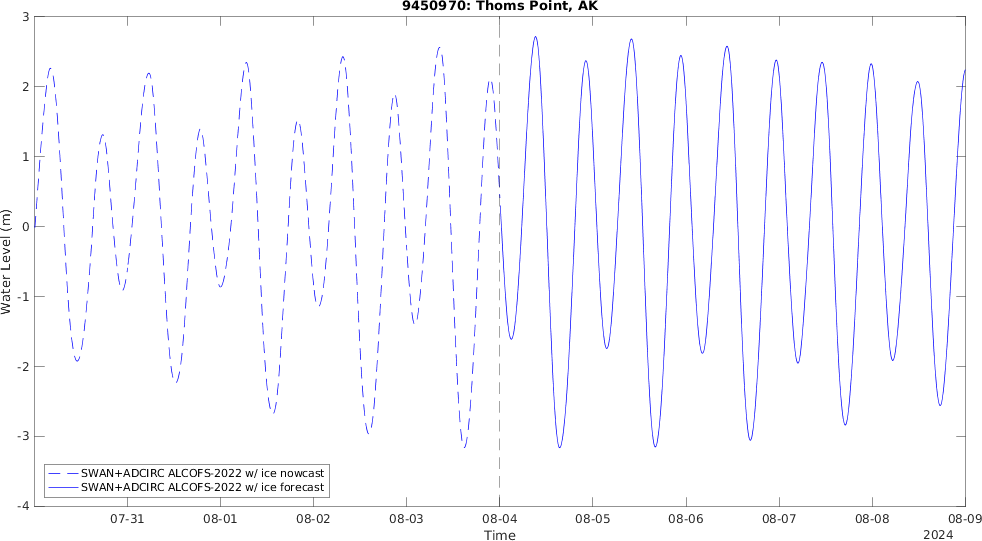 9450970: Thoms Point, AK
3
2
1
0
-1
-2
-3
-4
Water Level (m)
SWAN+ADCIRC ALCOFS-2022 w/ ice nowcast
SWAN+ADCIRC ALCOFS-2022 w/ ice forecast
07-31 08-01 08-02 08-03 08-04 08-05 08-06 08-07 08-08 08-09
Time
2024